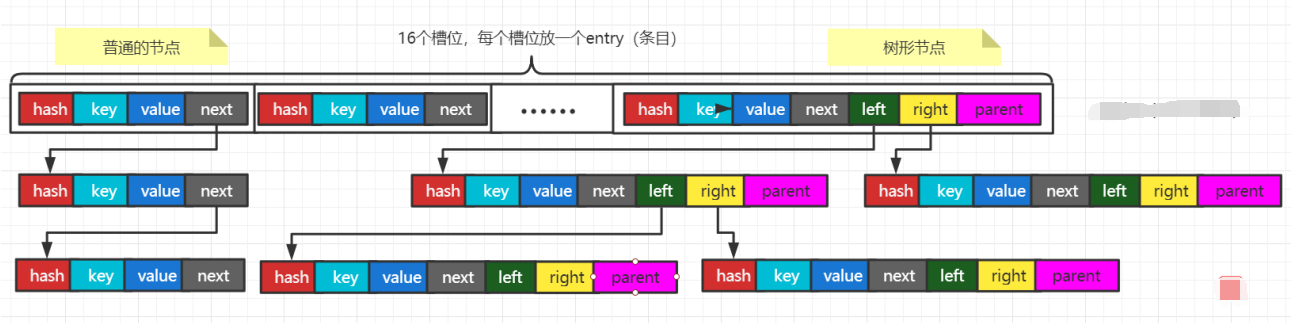 普通的节点
16个槽位，每个槽位放一个entry（条目）
树形节点
hash key value next
hash key value next
......
hash key value next left right parent
hash key value next
hash key value next left right parent
hash key value next left right parent
hash key value next
hash key value next left right parent
hash key value next left right parent